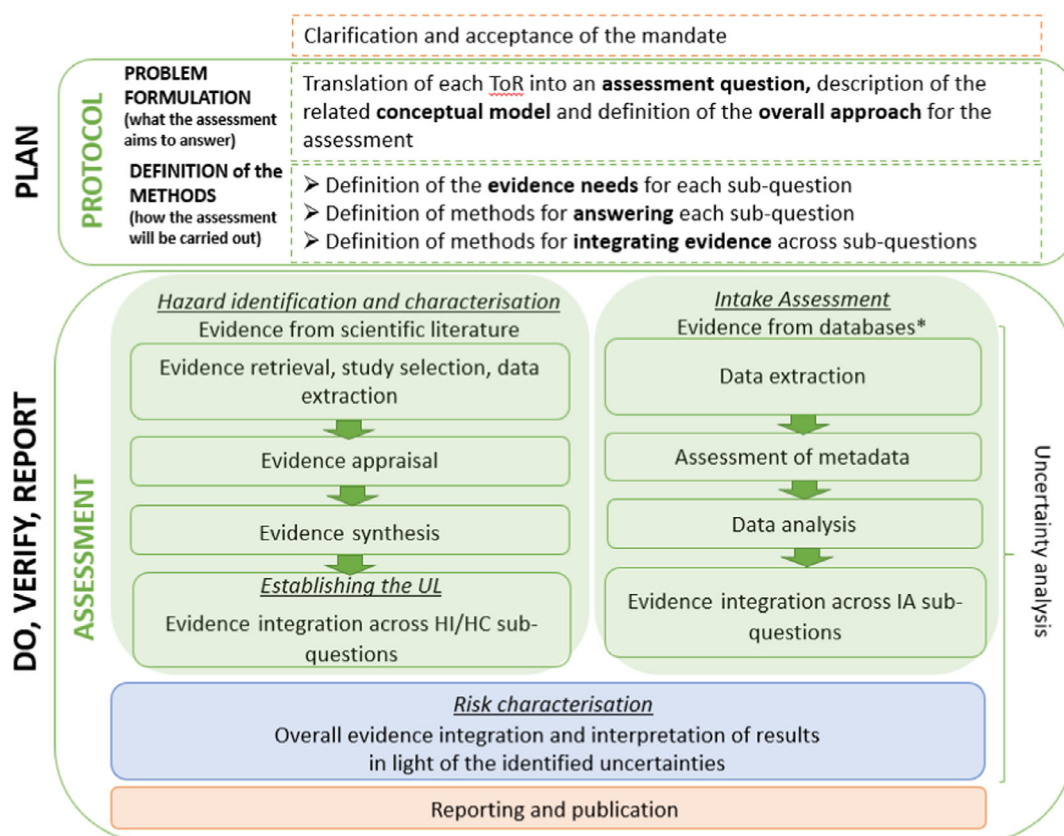 Clarification and acceptance of the mandate
PLAN
PROTOCOL
PROBLEM
FORMULATION
(what the assessment
aims to answer)
Translation of each ToR into an assessment question, description of the
related conceptual model and definition of the overall approach for the
assessment
DEFINITION of the
METHODS
(how the assessment
will be carried out)
➢ Definition of the evidence needs for each sub-question
➢ Definition of methods for answering each sub-question
➢ Definition of methods for integrating evidence across sub-questions
DO, VERIFY, REPORT
ASSESSMENT
Hazard identification and characterisation
Evidence from scientific literature
Evidence retrieval, study selection, data
extraction
Evidence appraisal
Evidence synthesis
Establishing the UL
Evidence integration across HI/HC sub-
questions
Intake Assessment
Evidence from databases*
Data extraction
Assessment of metadata
Data analysis
Evidence integration across IA sub-
questions
Uncertainty analysis
Risk characterisation
Overall evidence integration and interpretation of results
in light of the identified uncertainties
Reporting and publication